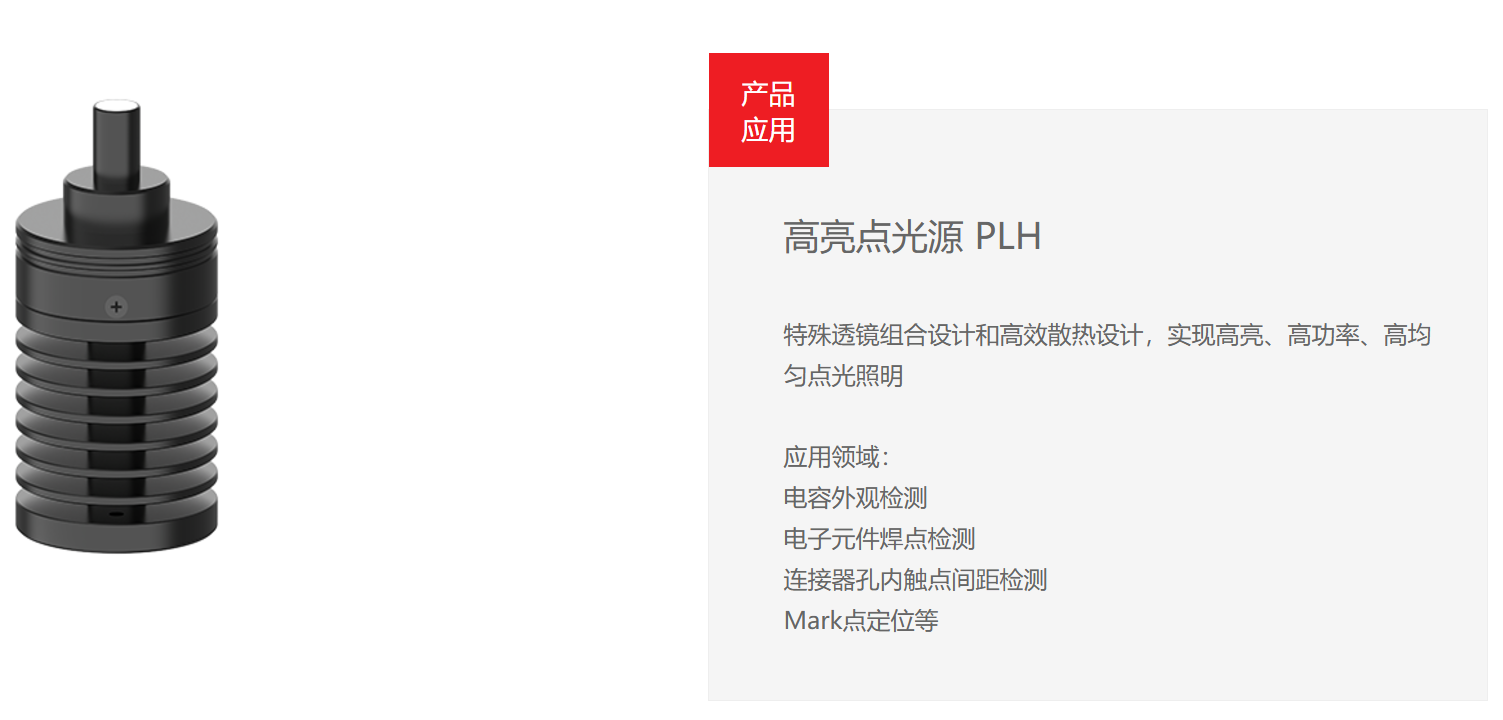 产品
应用
高亮点光源 PLH
特殊透镜组合设计和高效散热设计，实现高亮、高功率、高均
匀点光照明
应用领域：
电容外观检测
电子元件焊点检测
连接器孔内触点间距检测
Mark点定位等